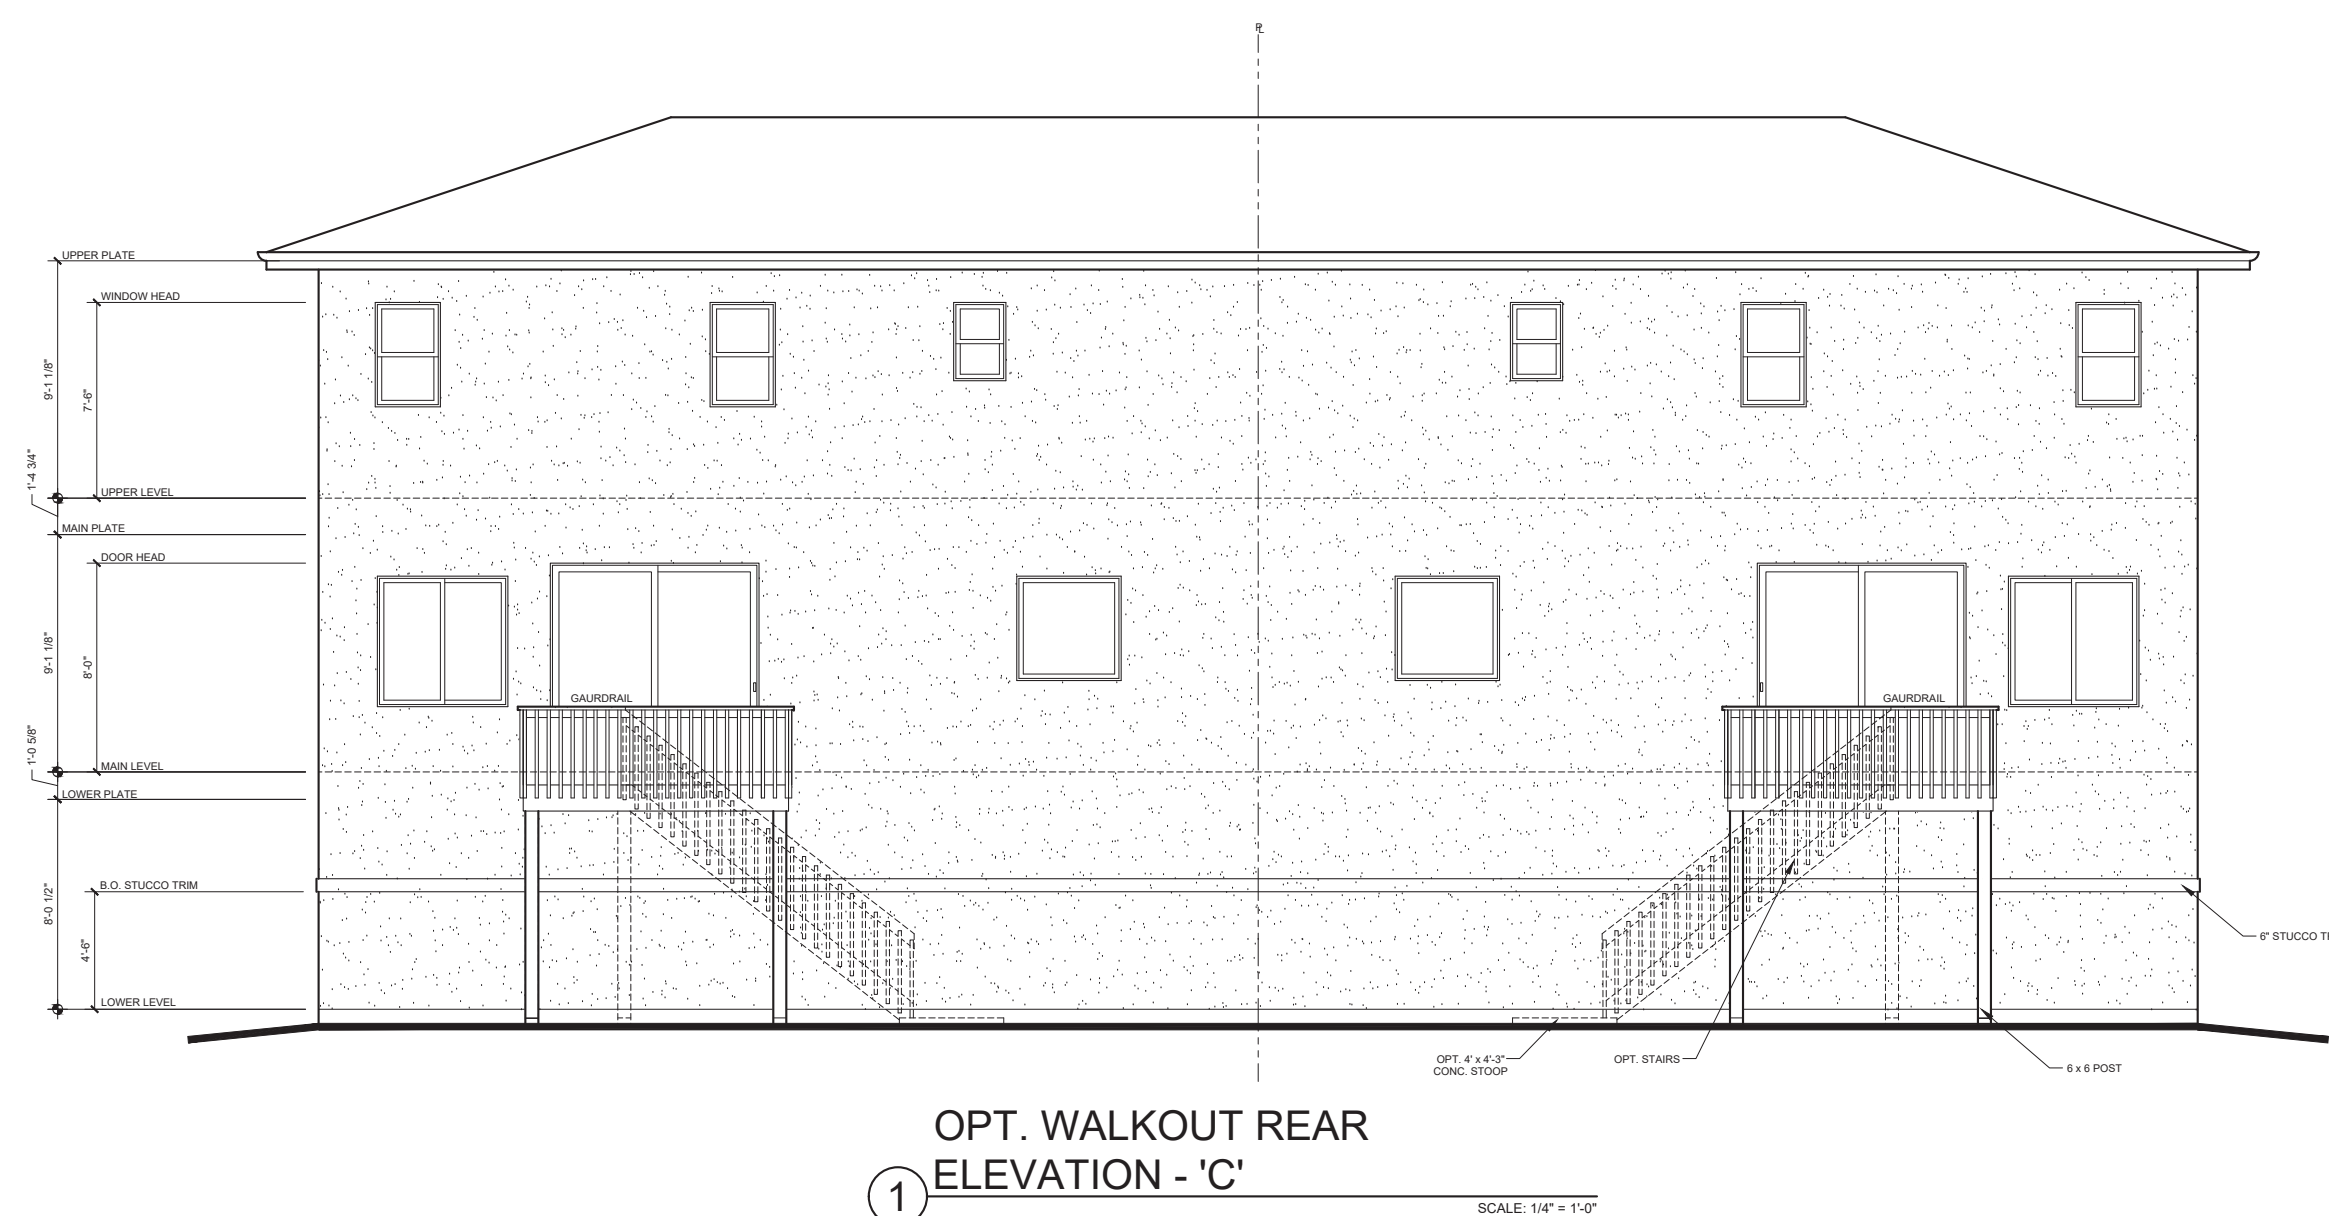 PL
UPPER PLATE
WINDOW HEAD
9'-1 1/8"
7'-6"
1'-4 3/4"
UPPER LEVEL
MAIN PLATE
DOOR HEAD
9'-1 1/8"
8'-0"
GAURDRAIL
GAURDRAIL
1'-0 5/8"
MAIN LEVEL
LOWER PLATE
B.O. STUCCO TRIM
8'-0 1/2"
4'-6"
6" STUCCO
LOWER LEVEL
OPT. 4' x 4'-3"
CONC. STOOP
OPT. STAIRS
6 x 6 POST
OPT. WALKOUT REAR
ELEVATION - 'C'
1
SCALE: 1/4" = 1'-0"